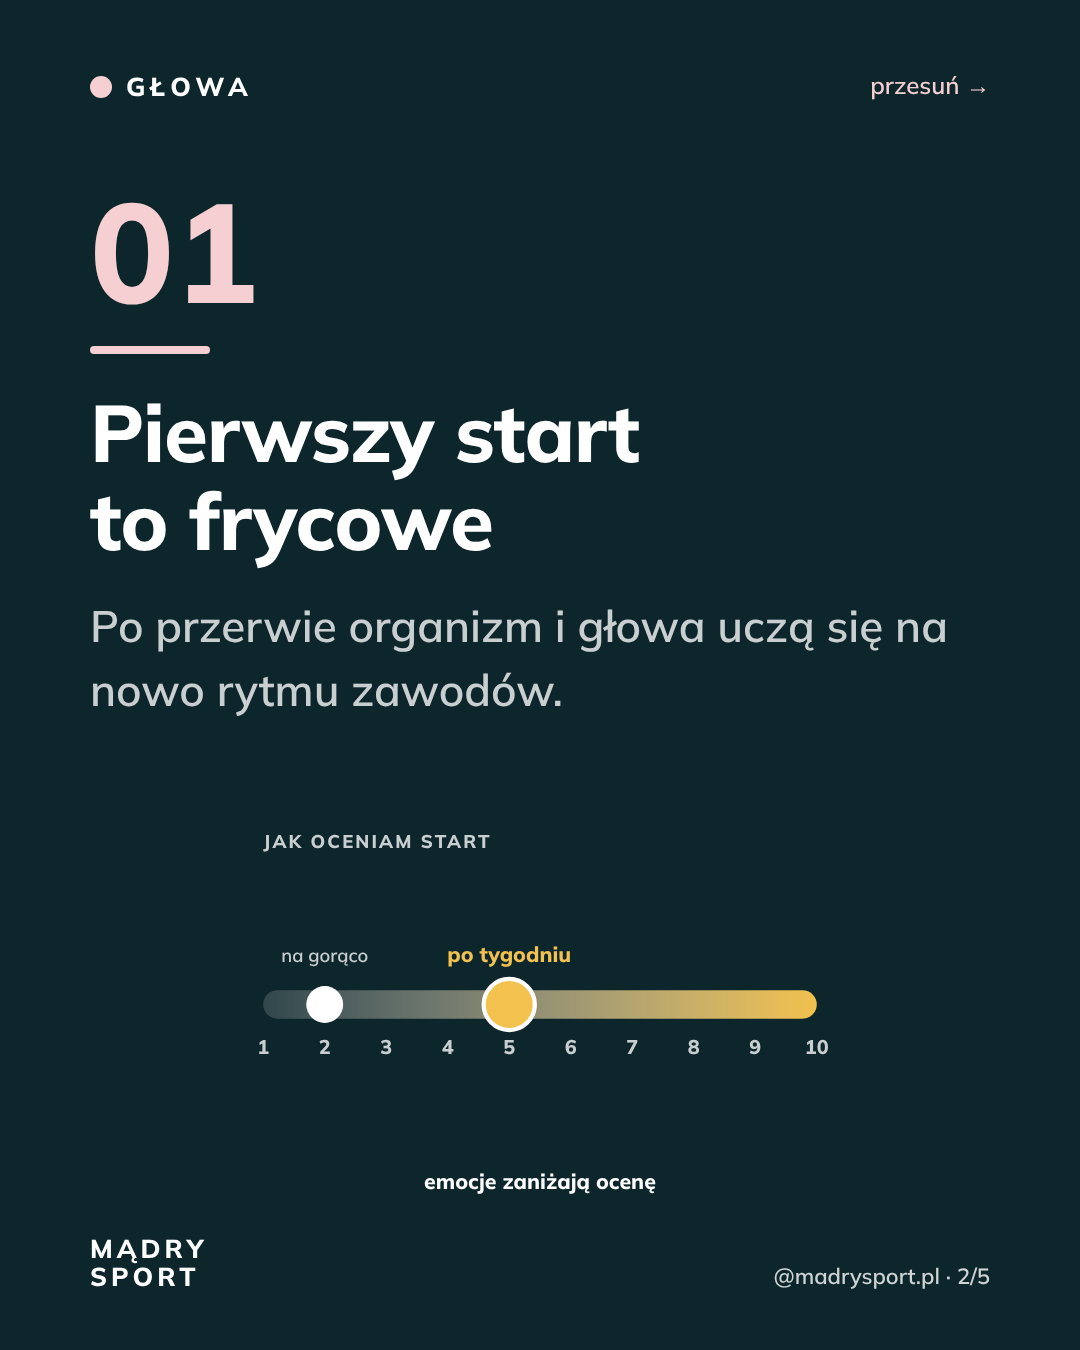 GŁOWA
przesuń →
01
Pierwszy start
to frycowe
Po przerwie organizm i głowa uczą się na
nowo rytmu zawodów.
JAK OCENIAM START
na gorąco po tygodniu
1 2 3 4 5 6 7 8 9 10
emocje zaniżają ocenę
MĄDRY
SPORT
@madrysport.pl · 2/5